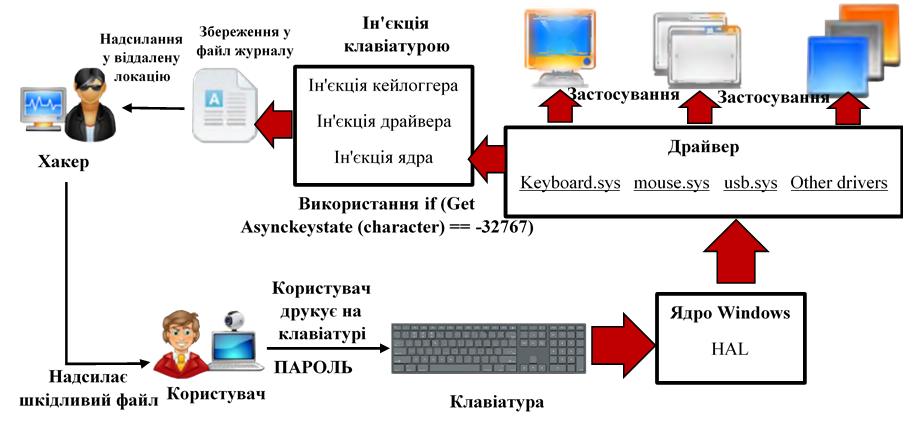 Надсилання
у віддалену
локацію
Збереження у
файл журналу
Ін'єкція
клавіатурою
Ін'єкція кейлоггера
Ін'єкція драйвера
Ін'єкція ядра
Застосування
Застосування
Хакер
A
Драйвер
Keyboard.sys mouse.sys usb.sys Other drivers
Використання if (Get
Asynckeystate (character) == -32767)
Користувач
друкує на
клавіатурі
ПАРОЛЬ
Ядро Windows
HAL
Надсилає
шкідливий файл
Користувач
Клавіатура